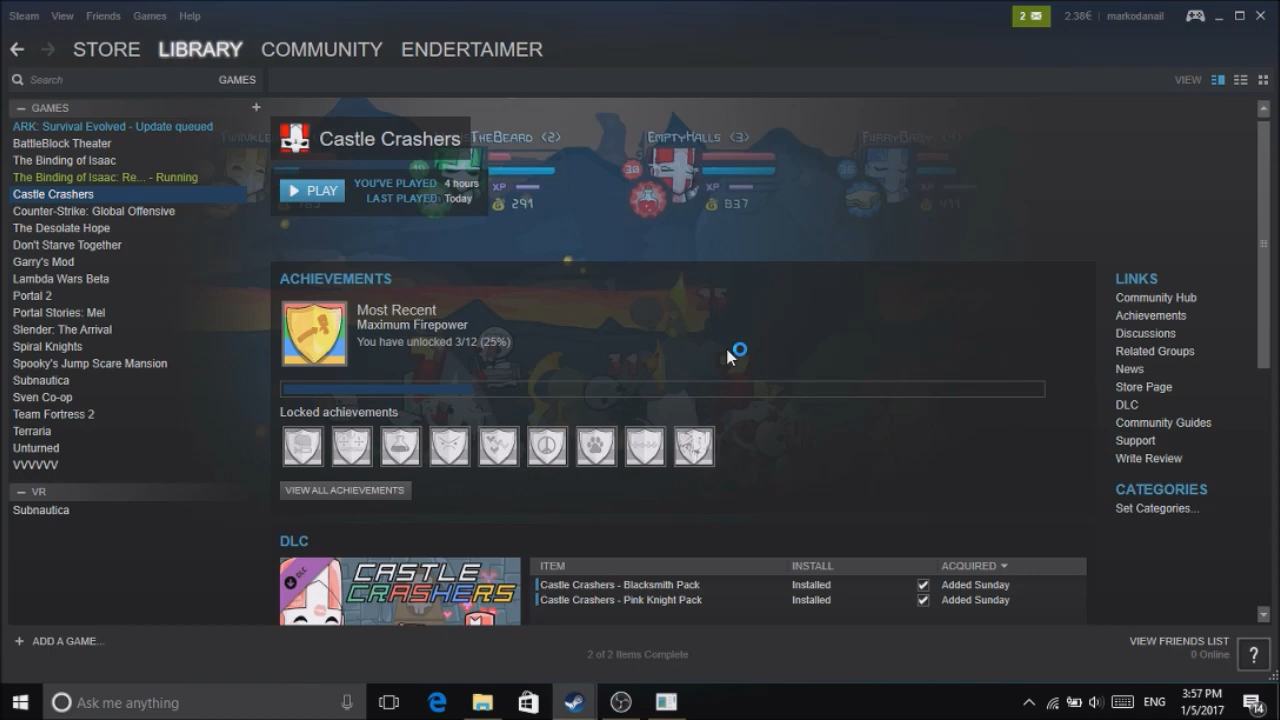 Steam View Friends Games Help
2 2.38€ markodanail
STORE LIBRARY COMMUNITY ENDERTAIMER
Search GAMES VIEW
GAMES +
ARK: Survival Evolved - Update queued
BattleBlock Theater
The Binding of Isaac
The Binding of Isaac: Re... - Running
Castle Crashers
Counter-Strike: Global Offensive
The Desolate Hope
Don't Starve Together
Garry's Mod
Lambda Wars Beta
Portal 2
Portal Stories: Mel
Slender: The Arrival
Spiral Knights
Spooky's Jump Scare Mansion
Subnautica
Sven Co-op
Team Fortress 2
Terraria
Unturned
VVVVVV
VR
Subnautica
TheBeard (2) EmptyHalls (3) FurryBaby (4)
Castle Crashers
PLAY
YOU'VE PLAYED 4 hours
LAST PLAYED: Today
XP XP XP
291 837
30
ACHIEVEMENTS
Most Recent
Maximum Firepower
You have unlocked 3/12 (25%)
Locked achievements
VIEW ALL ACHIEVEMENTS
DLC
CASTLE
CRASHERS
DLC
ITEM INSTALL ACQUIRED
Castle Crashers - Blacksmith Pack Installed Added Sunday
Castle Crashers - Pink Knight Pack Installed Added Sunday
LINKS
Community Hub
Achievements
Discussions
Related Groups
News
Store Page
DLC
Community Guides
Support
Write Review
CATEGORIES
Set Categories...
+ ADD A GAME...
2 of 2 Items Complete
VIEW FRIENDS LIST
0 Online
?
Ask me anything
ENG
3:57 PM
1/5/2017
14